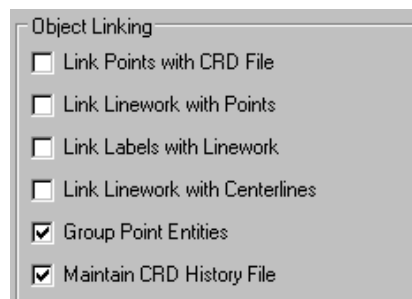 Object Linking
Link Points with CRD File
Link Linework with Points
Link Labels with Linework
Link Linework with Centerlines
Group Point Entities
Maintain CRD History File